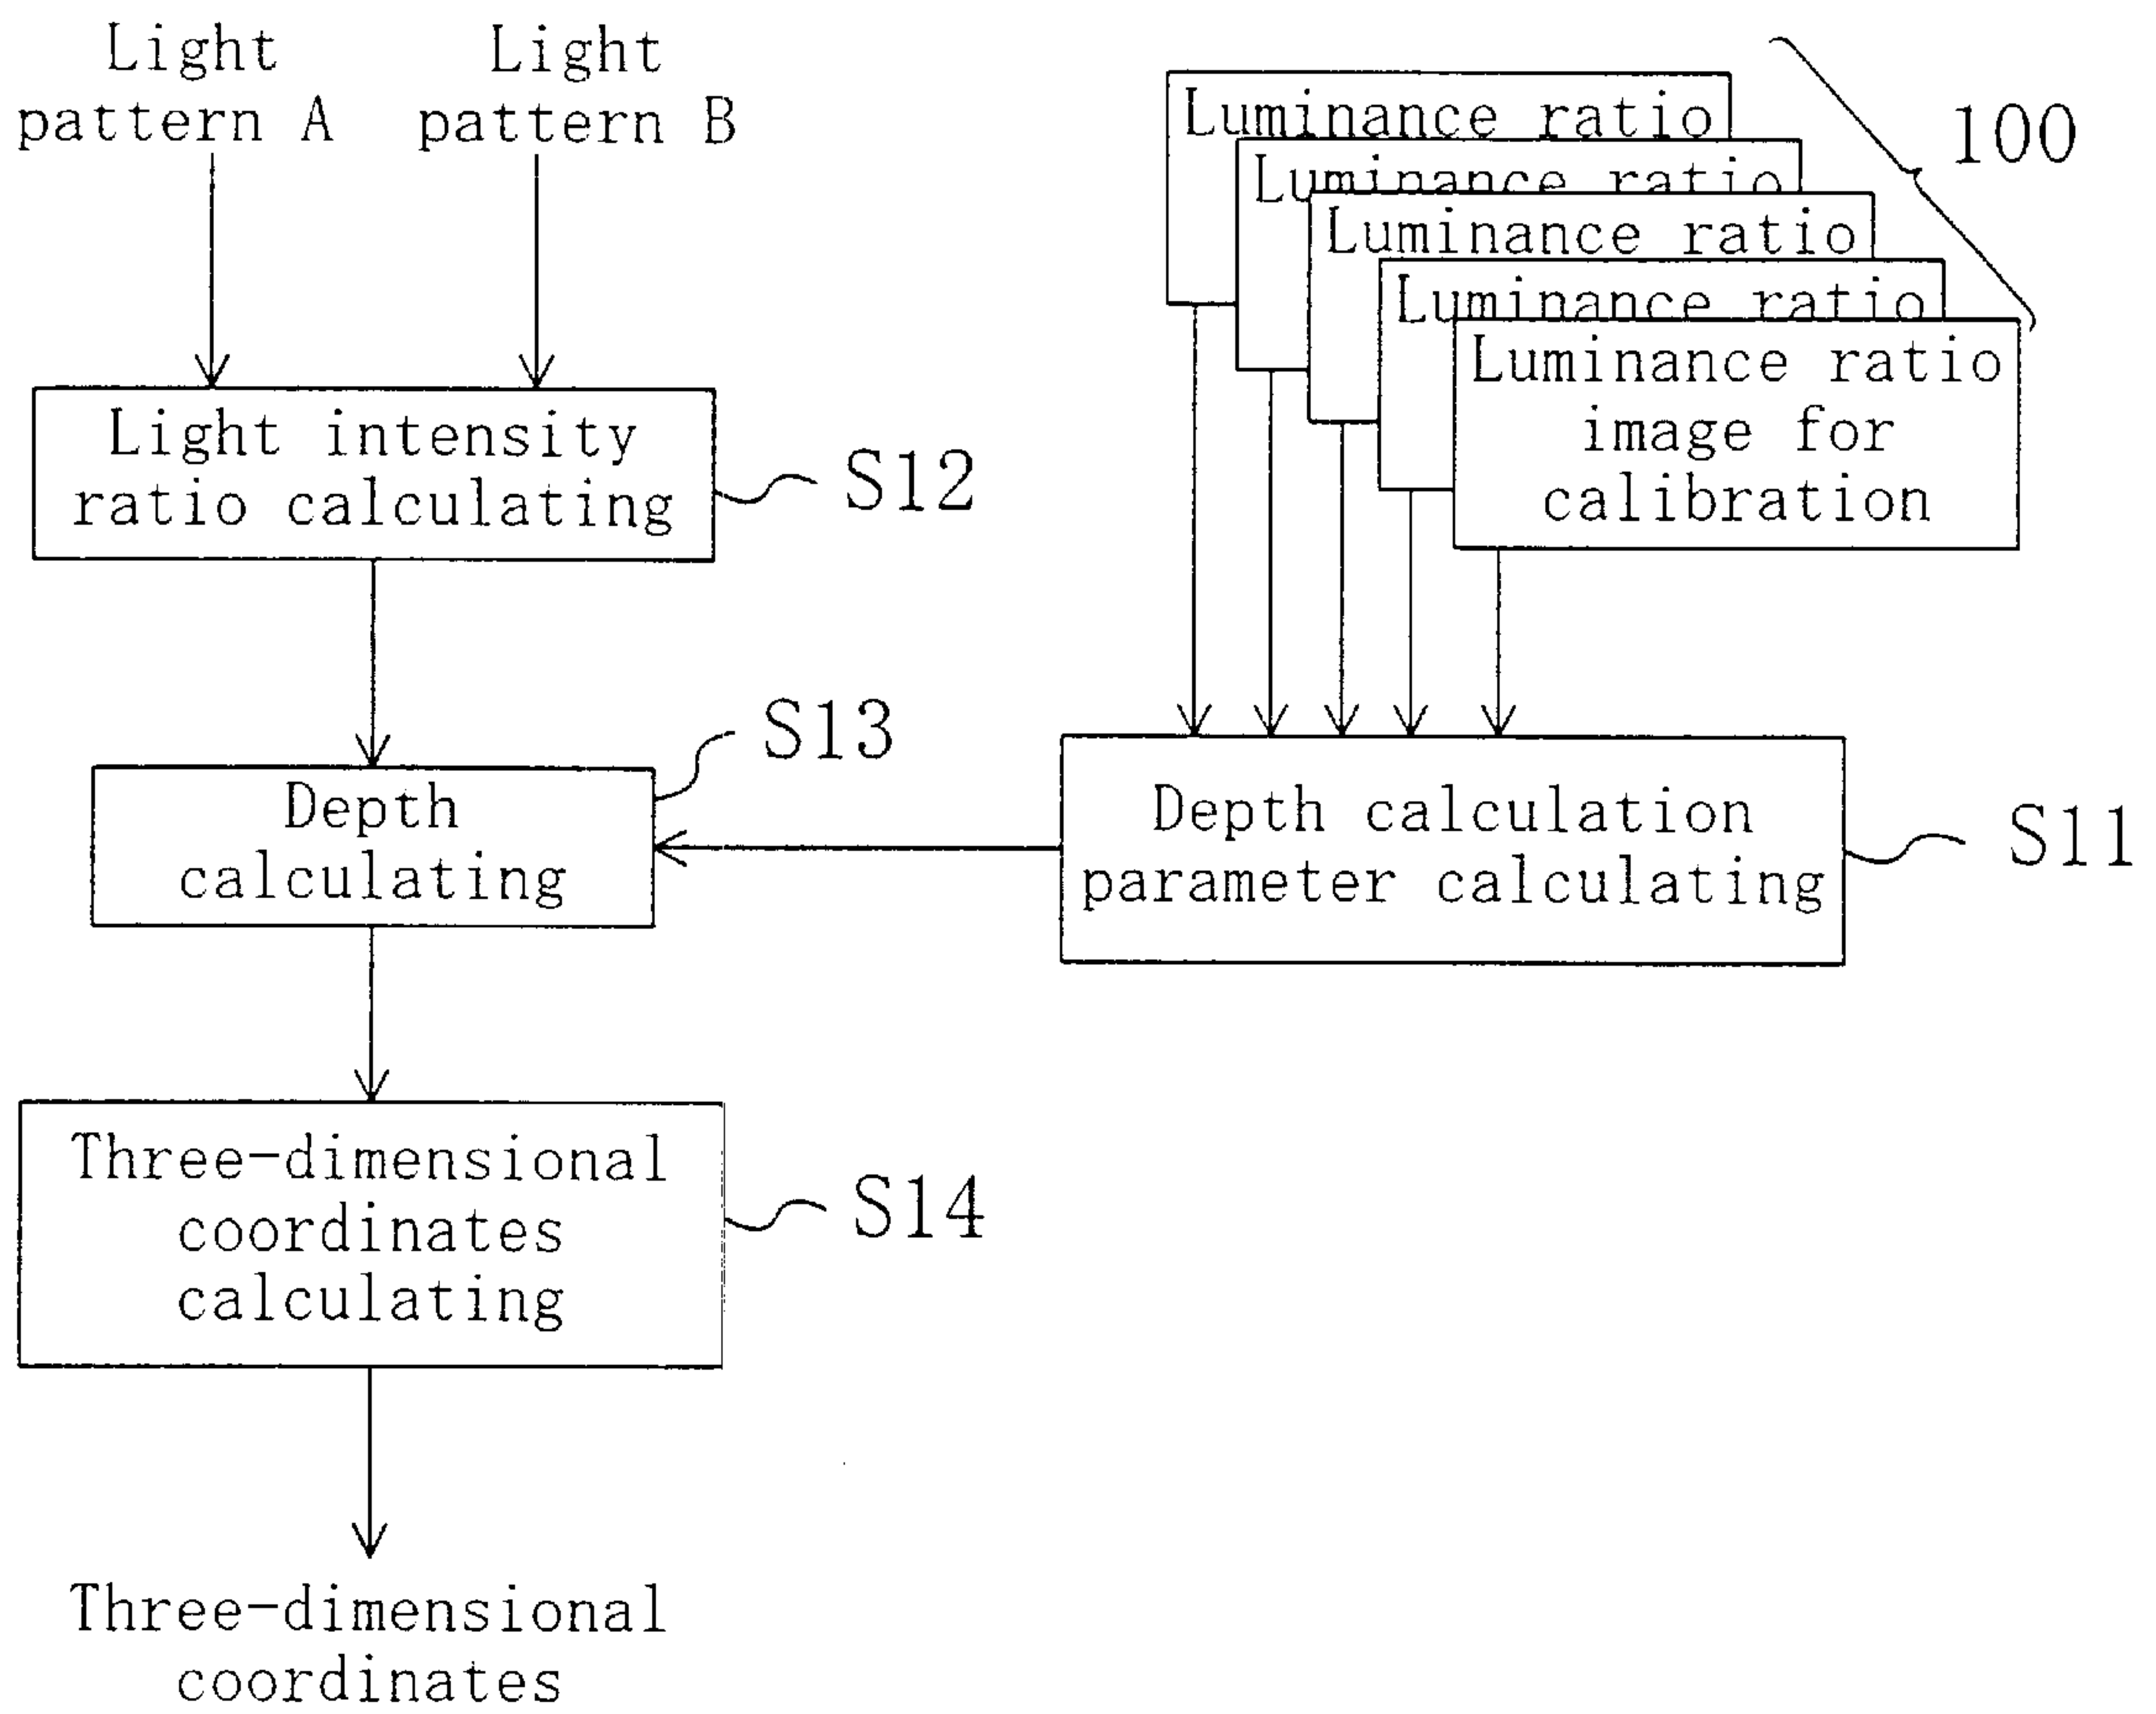 Light
pattern A
Light
pattern B
Luminance ratio
Luminance ratio
Luminance ratio
Luminance ratio
Luminance ratio
image for
calibration
100
Light intensity
ratio calculating
S12
S13
Depth
calculating
Depth calculation
parameter calculating
S11
Three-dimensional
coordinates
calculating
S14
Three-dimensional
coordinates